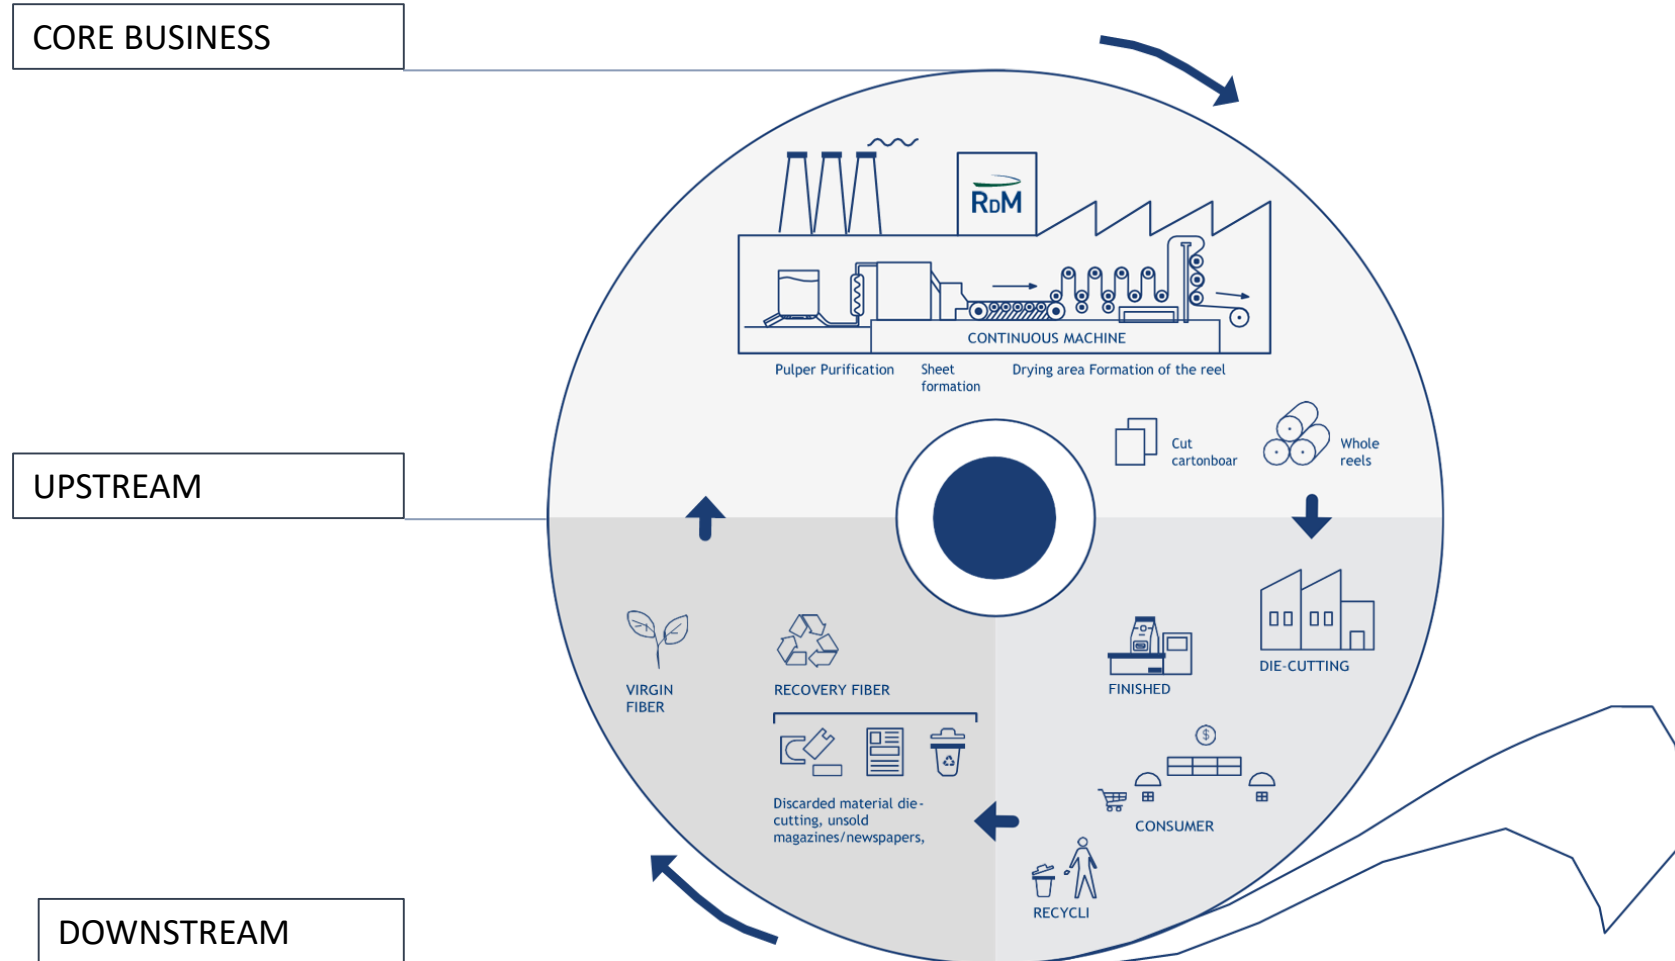 CORE BUSINESS
RDM
CONTINUOUS MACHINE
Pulper Purification
Sheet
formation
Drying area Formation of the reel
Cut
cartonboar
Whole
reels
UPSTREAM
DIE-CUTTING
FINISHED
VIRGIN
FIBER
RECOVERY FIBER
$
Discarded material die-
cutting, unsold
magazines/newspapers,
CONSUMER
RECYCLI
DOWNSTREAM